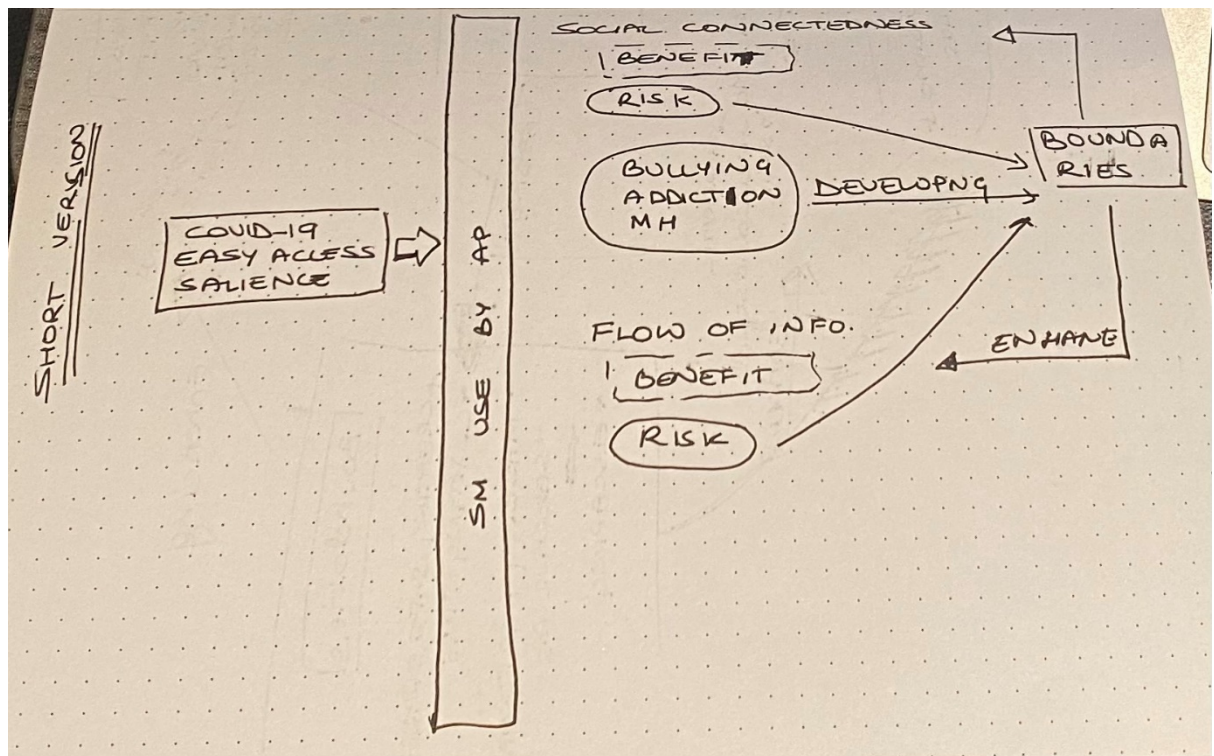 SHORT VERISION
COVID-19
EASY ACCESS
SALIENCE
SM USE BY AP
SOCIAL CONNECTEDNESS
BENEFIT
RISK
BULLYING
ADDICTION
MH
DEVELOPNG
FLOW OF INFO.
BENEFIT
RISK
BOUNDA
RIES
ENHANE